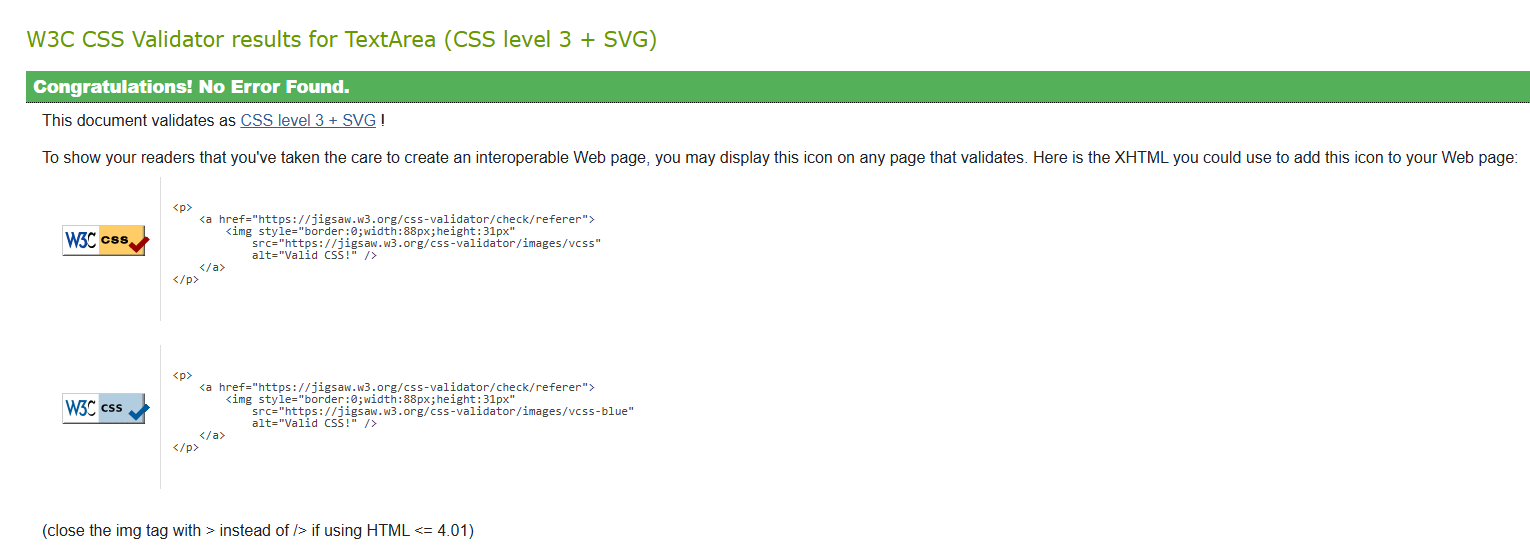 W3C CSS Validator results for TextArea (CSS level 3 + SVG)
Congratulations! No Error Found.
This document validates as CSS level 3 + SVG !
To show your readers that you've taken the care to create an interoperable Web page, you may display this icon on any page that validates. Here is the XHTML you could use to add this icon to your Web page:
W3C css
<p>
<a href="https://jigsaw.w3.org/css-validator/check/referer">
<img style="border:0;width:88px;height:31px"
src="https://jigsaw.w3.org/css-validator/images/vcss"
alt="Valid CSS!" />
</a>
</p>
W3C css
<p>
<a href="https://jigsaw.w3.org/css-validator/check/referer">
<img style="border:0;width:88px;height:31px"
src="https://jigsaw.w3.org/css-validator/images/vcss-blue"
alt="Valid CSS!" />
</a>
</p>
(close the img tag with > instead of /> if using HTML <= 4.01)